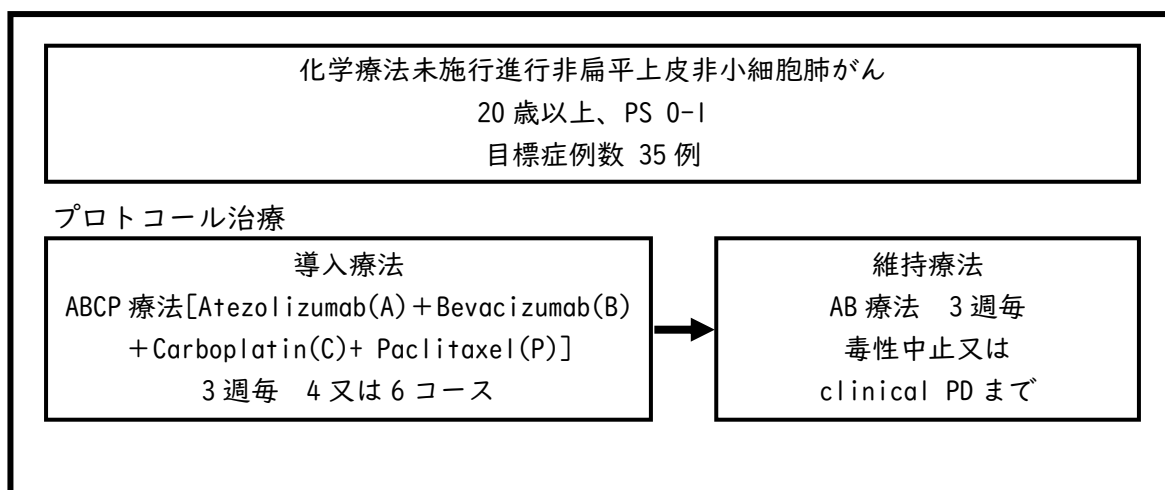 化学療法未施行進行非扁平上皮非小細胞肺がん
20歳以上、PS 0-1
目標症例数 35例
プロトコール治療
導入療法
ABCP療法[Atezolizumab(A)＋Bevacizumab(B)
＋Carboplatin(C)+ Paclitaxel(P)]
3週毎　4又は6コース
維持療法
AB療法　3週毎
毒性中止又は
clinical PDまで